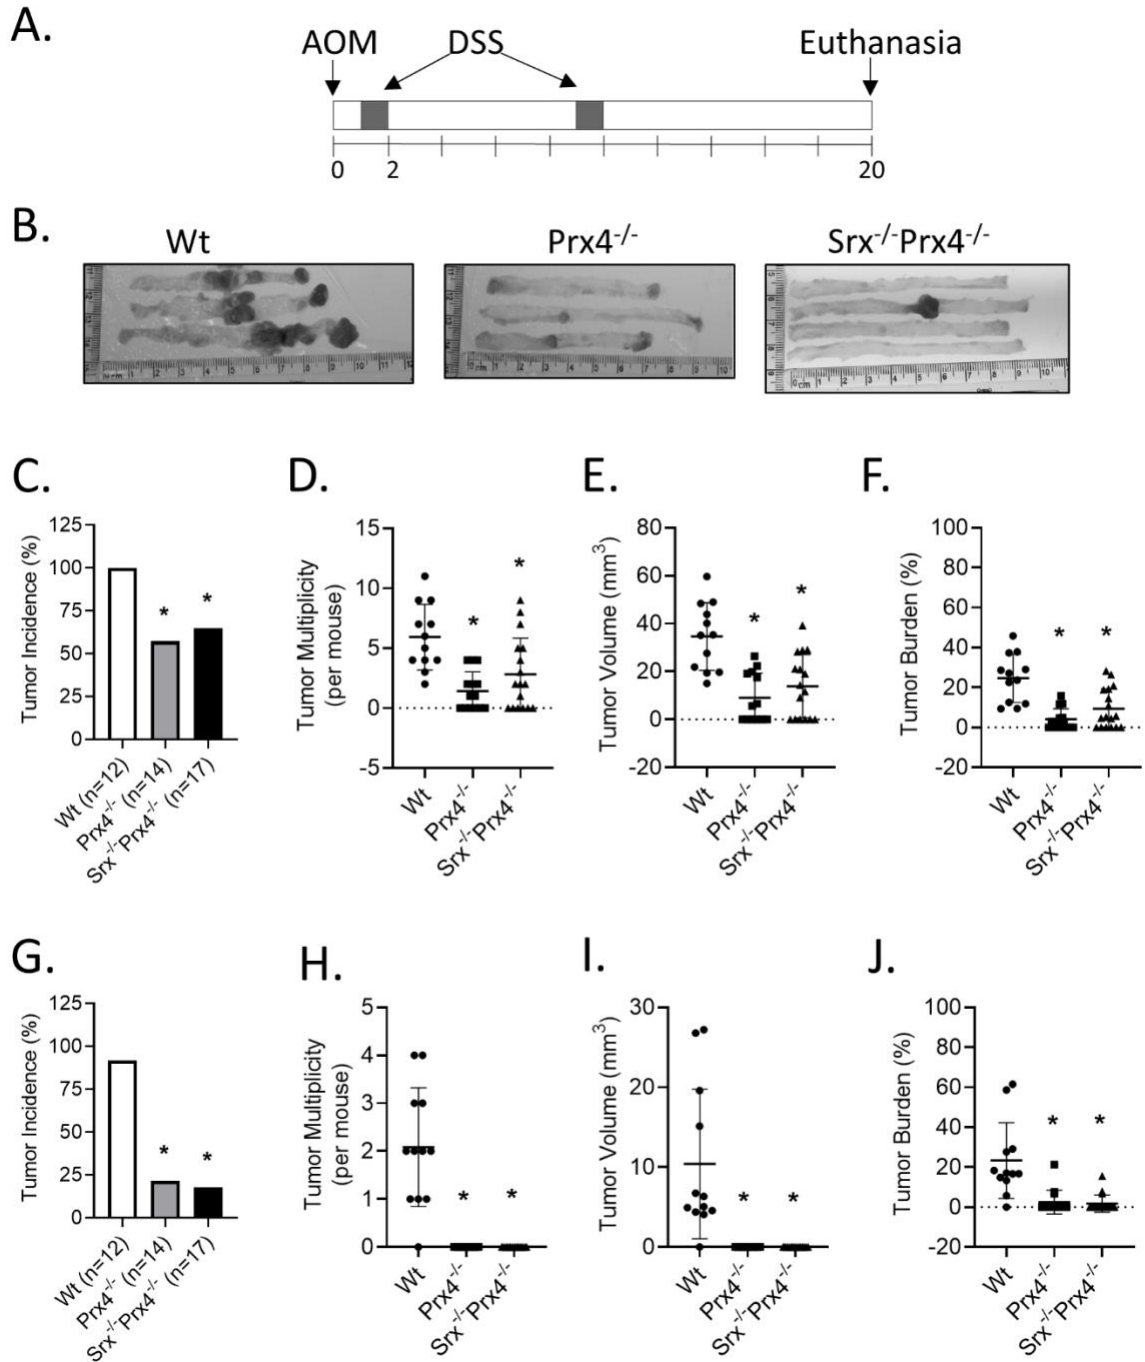 A.
AOM DSS Euthanasia
0 2 20
B.
Wt Prx4-/- Srx-/-Prx4-/-
C. D. E. F.
Tumor Incidence (%)
125
100
75
50
25
0
* *
Wt (n=12)
Prx4-/- (n=14)
Srx-/-Prx4-/- (n=17)
Tumor Multiplicity
(per mouse)
15
10
5
0
-5
* *
Wt
Prx4-/-
Srx-/-Prx4-/-
Tumor Volume (mm3)
80
60
40
20
0
-20
* *
Wt
Prx4-/-
Srx-/-Prx4-/-
Tumor Burden (%)
100
80
60
40
20
0
-20
* *
Wt
Prx4-/-
Srx-/-Prx4-/-
G. H. I. J.
Tumor Incidence (%)
125
100
75
50
25
0
* *
Wt (n=12)
Prx4-/- (n=14)
Srx-/-Prx4-/- (n=17)
Tumor Multiplicity
(per mouse)
5
4
3
2
1
0
* *
Wt
Prx4-/-
Srx-/-Prx4-/-
Tumor Volume (mm3)
30
20
10
0
* *
Wt
Prx4-/-
Srx-/-Prx4-/-
Tumor Burden (%)
100
80
60
40
20
0
-20
* *
Wt
Prx4-/-
Srx-/-Prx4-/-